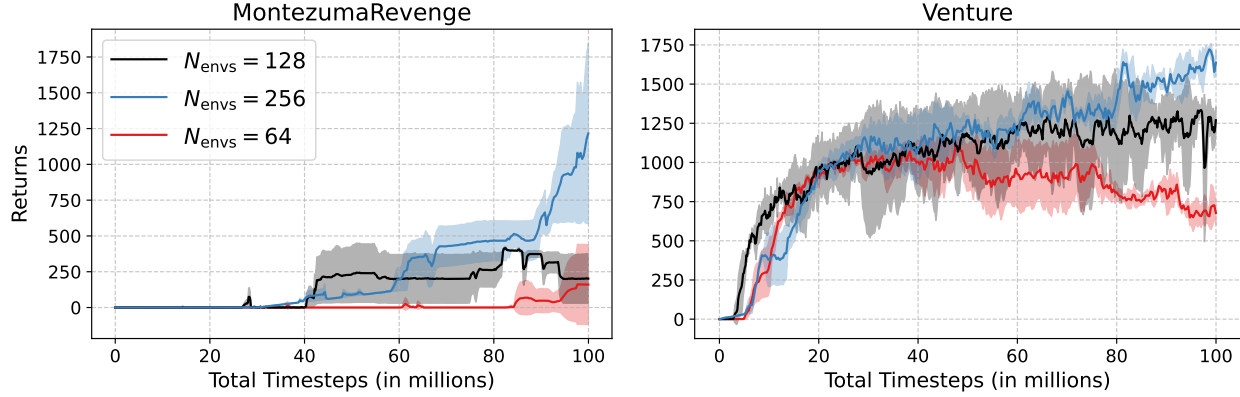 MontezumaRevenge
Returns
1750
1500
1250
1000
750
500
250
0
N_envs = 128
N_envs = 256
N_envs = 64
0 20 40 60 80 100
Total Timesteps (in millions)
Venture
1750
1500
1250
1000
750
500
250
0
0 20 40 60 80 100
Total Timesteps (in millions)